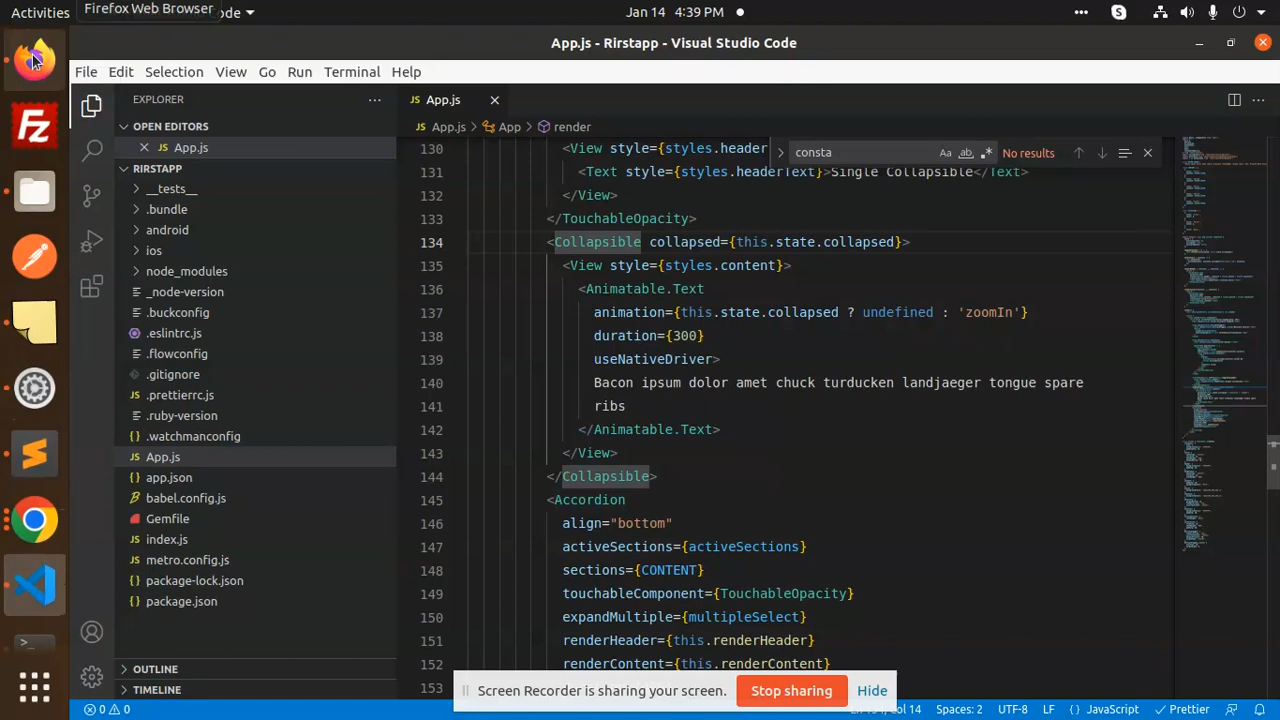 Activities
Firefox Web Browser
Code
Jan 14 4:39 PM
App.js - Rirstapp - Visual Studio Code
File Edit Selection View Go Run Terminal Help
EXPLORER
App.js
OPEN EDITORS
App.js
App.js > App > render
RIRSTAPP
__tests__
.bundle
android
ios
node_modules
_node-version
.buckconfig
.eslintrc.js
.flowconfig
.gitignore
.prettierrc.js
.ruby-version
.watchmanconfig
App.js
app.json
babel.config.js
Gemfile
index.js
metro.config.js
package-lock.json
package.json
OUTLINE
TIMELINE
consta
Aa ab
No results
130 <View style={styles.header
131 <Text style={styles.headerText}>Single Collapsible</Text>
132 </View>
133 </TouchableOpacity>
134 <Collapsible collapsed={this.state.collapsed}>
135 <View style={styles.content}>
136 <Animatable.Text
137 animation={this.state.collapsed ? undefined : 'zoomIn'}
138 duration={300}
139 useNativeDriver>
140 Bacon ipsum dolor amet chuck turducken landjaeger tongue spare
141 ribs
142 </Animatable.Text>
143 </View>
144 </Collapsible>
145 <Accordion
146 align="bottom"
147 activeSections={activeSections}
148 sections={CONTENT}
149 touchableComponent={TouchableOpacity}
150 expandMultiple={multipleSelect}
151 renderHeader={this.renderHeader}
152 renderContent={this.renderContent}
153
Screen Recorder is sharing your screen.
Stop sharing
Hide
0 0
Col 14
Spaces: 2
UTF-8
LF
{ } JavaScript
Prettier